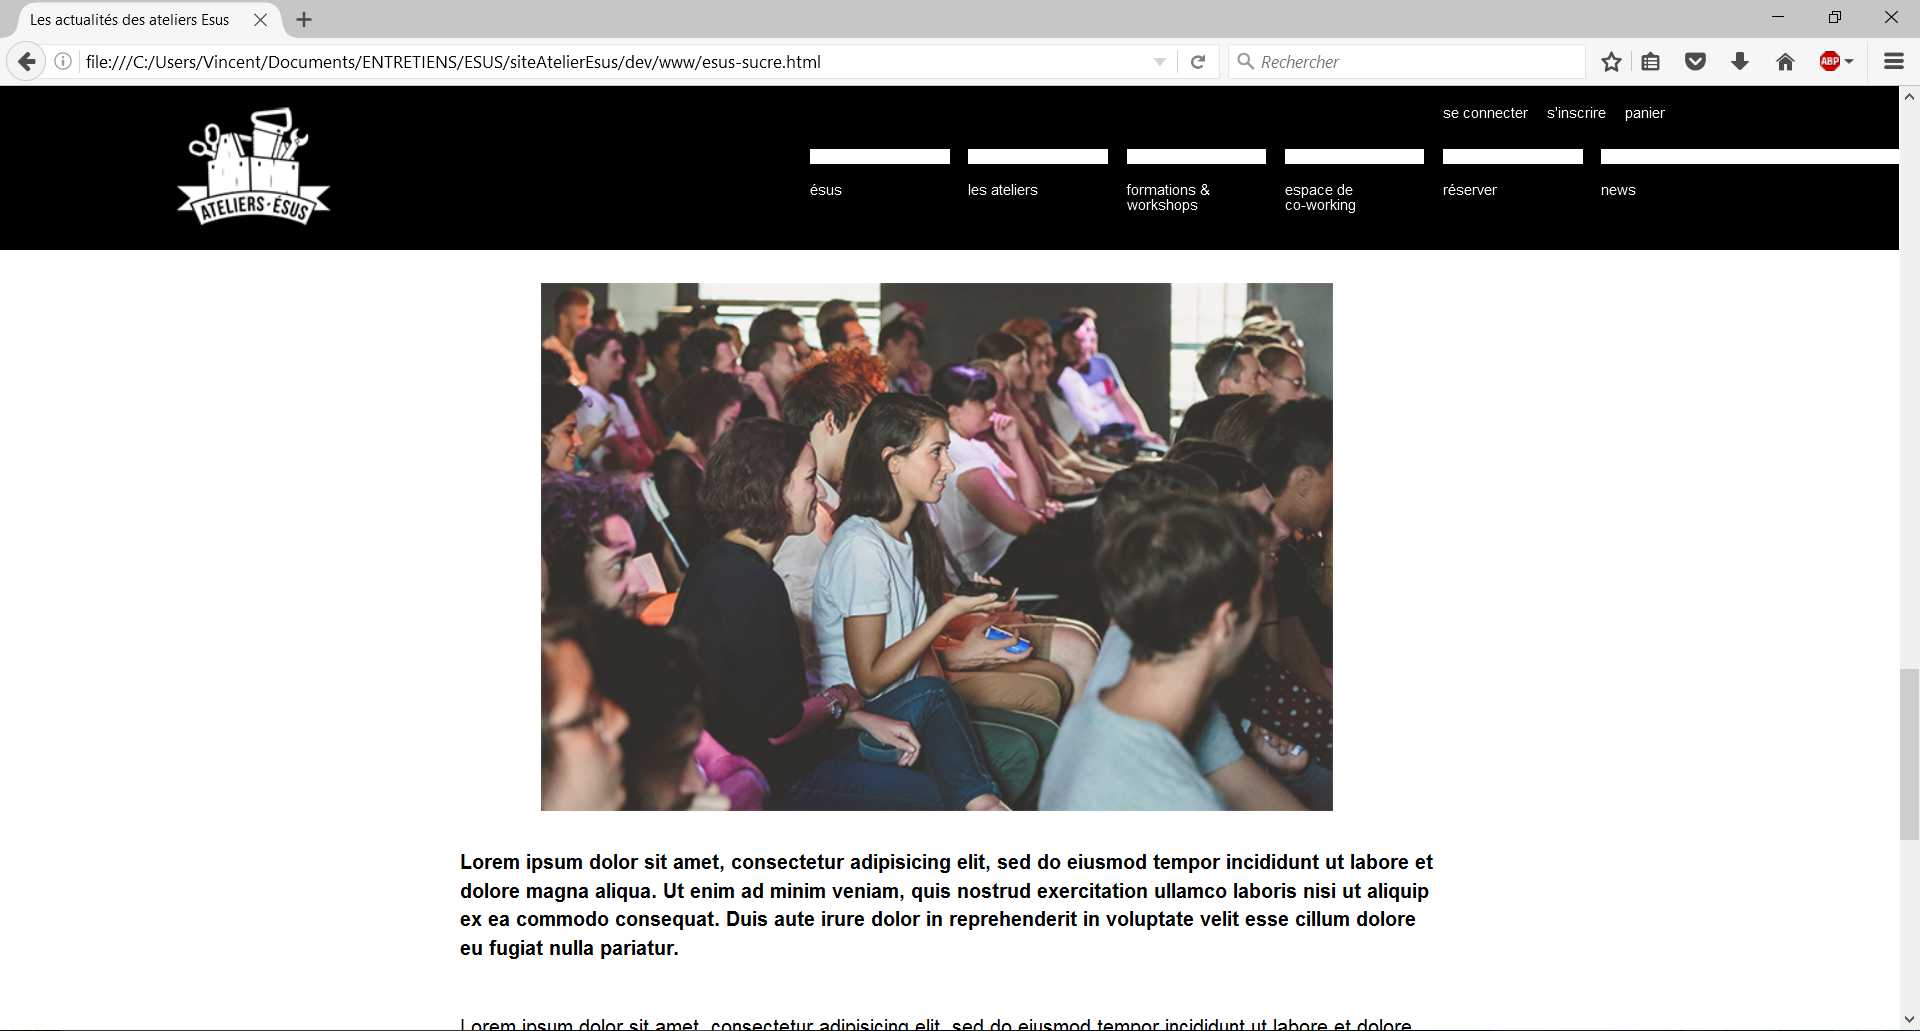 Les actualités des ateliers Esus
file:///C:/Users/Vincent/Documents/ENTRETIENS/ESUS/siteAtelierEsus/dev/www/esus-sucre.html
Rechercher
ABP
se connecter s'inscrire panier
ATELIERS·ÉSUS
ésus
les ateliers
formations &
workshops
espace de
co-working
réserver
news
Lorem ipsum dolor sit amet, consectetur adipisicing elit, sed do eiusmod tempor incididunt ut labore et
dolore magna aliqua. Ut enim ad minim veniam, quis nostrud exercitation ullamco laboris nisi ut aliquip
ex ea commodo consequat. Duis aute irure dolor in reprehenderit in voluptate velit esse cillum dolore
eu fugiat nulla pariatur.
Lorem ipsum dolor sit amet, consectetur adipisicing elit, sed do eiusmod tempor incididunt ut labore et dolore